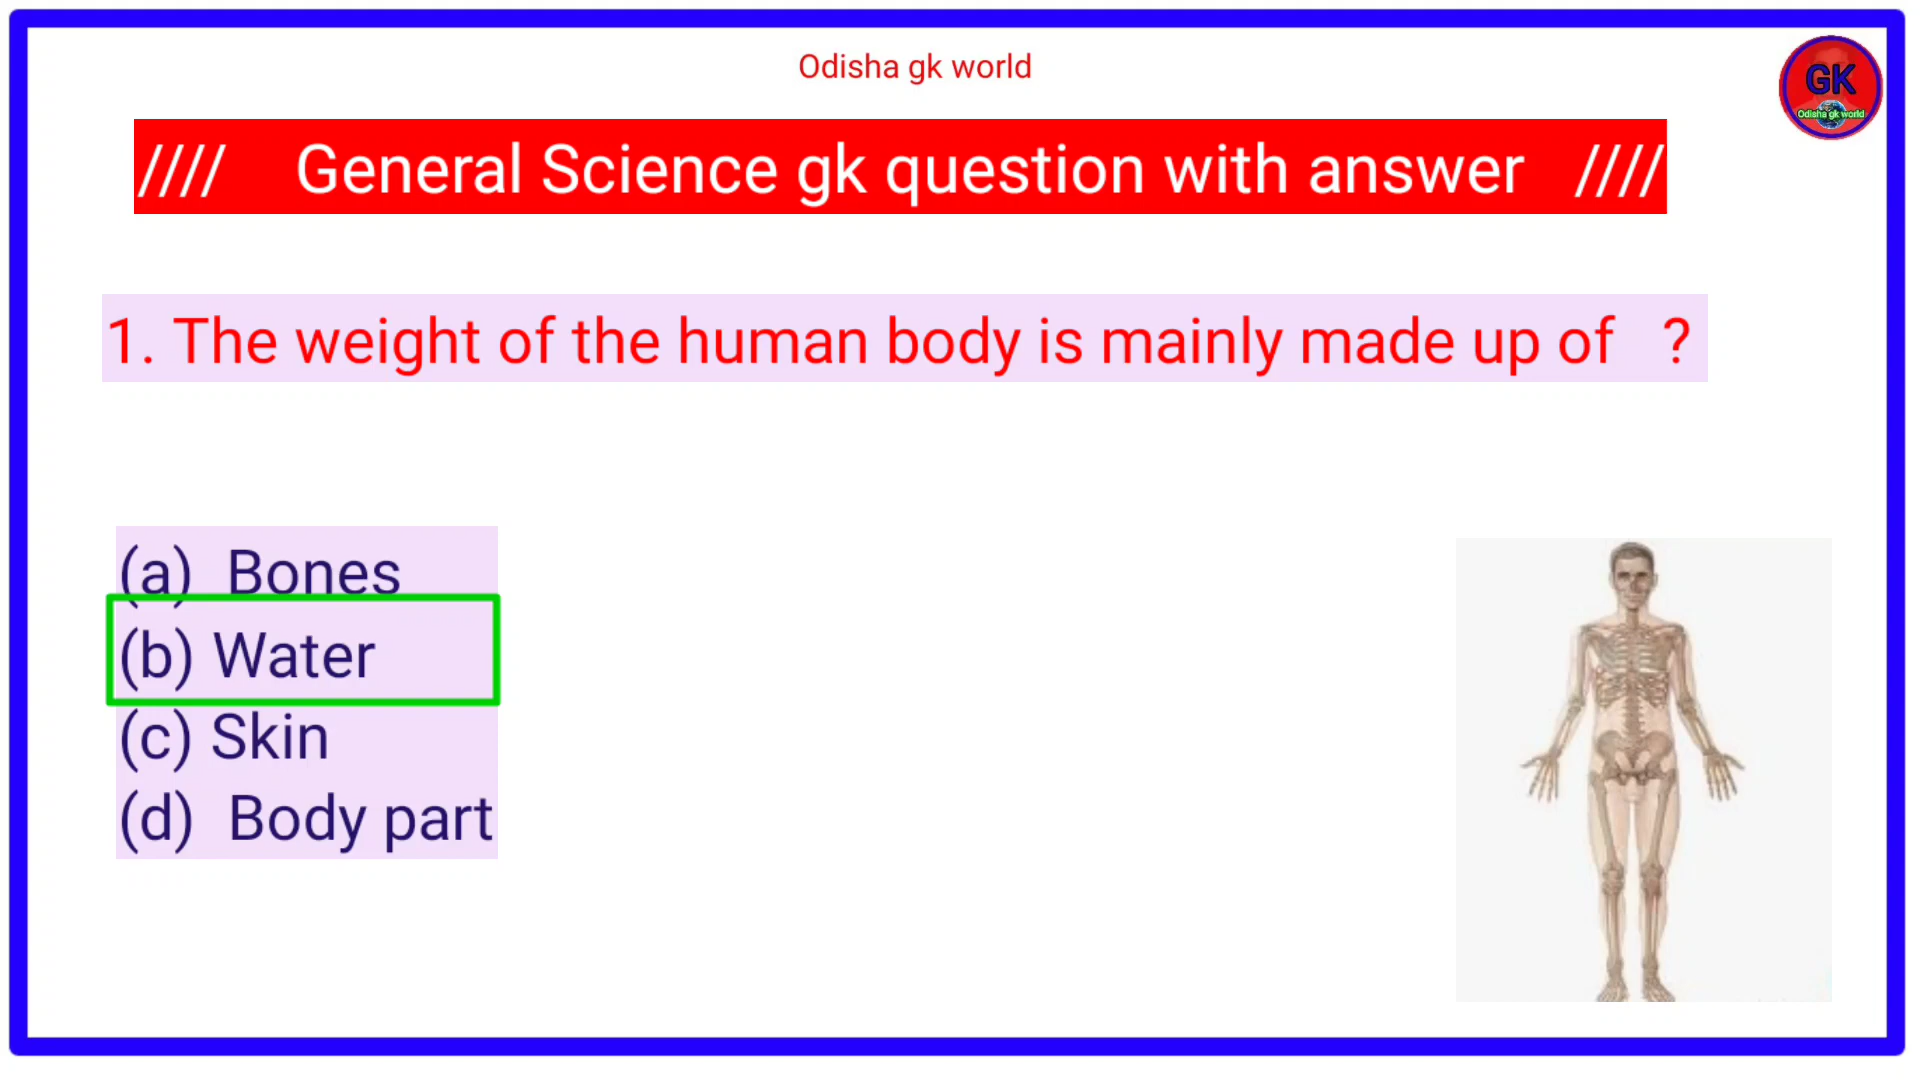 Odisha gk world
GK
Odisha gk world
//// General Science gk question with answer ////
1. The weight of the human body is mainly made up of ?
(a) Bones
(b) Water
(c) Skin
(d) Body part